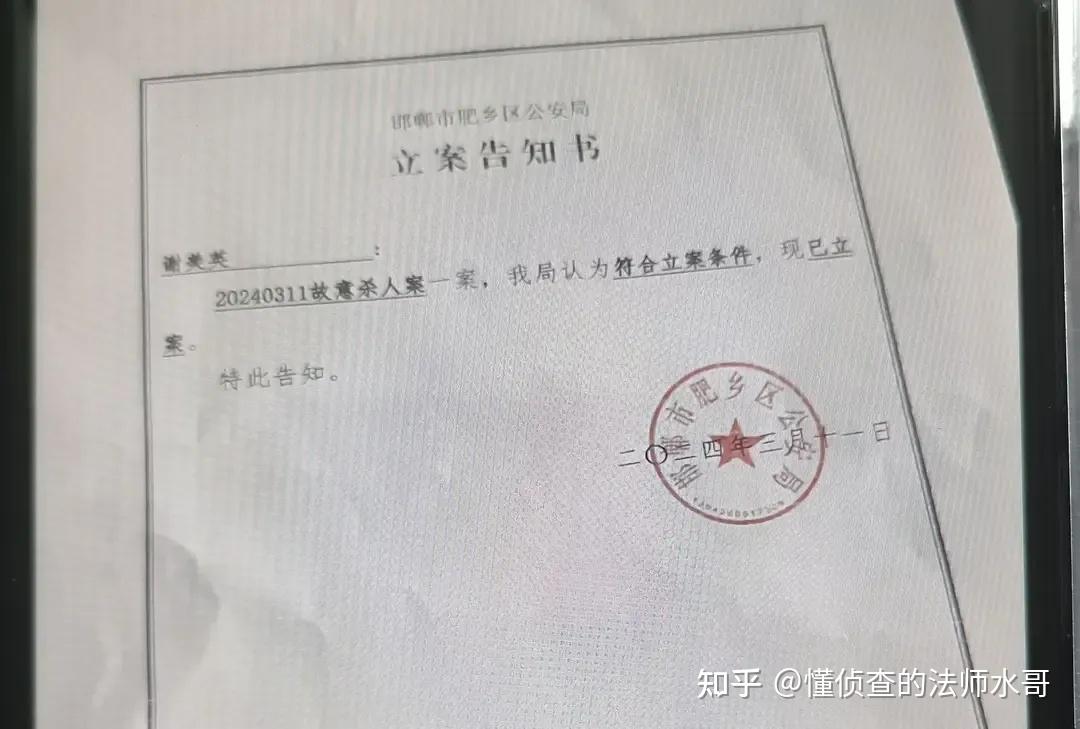 邯郸市肥乡区公安局
立案告知书
谢美英:
20240311故意杀人案一案，我局认为符合立案条件，现已立
案。
特此告知。
邯郸市肥乡区公安局
二〇二四年三月十一日
知乎 @懂侦查的法师水哥